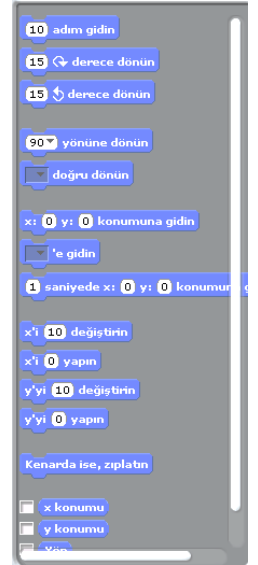 10 adım gidin
15 derece dönün
15 derece dönün
90 yönüne dönün
doğru dönün
x: 0 y: 0 konumuna gidin
'e gidin
1 saniyede x: 0 y: 0 konumun g
x'i 10 değiştirin
x'i 0 yapın
y'yi 10 değiştirin
y'yi 0 yapın
Kenarda ise, zıplatın
x konumu
y konumu
Yön